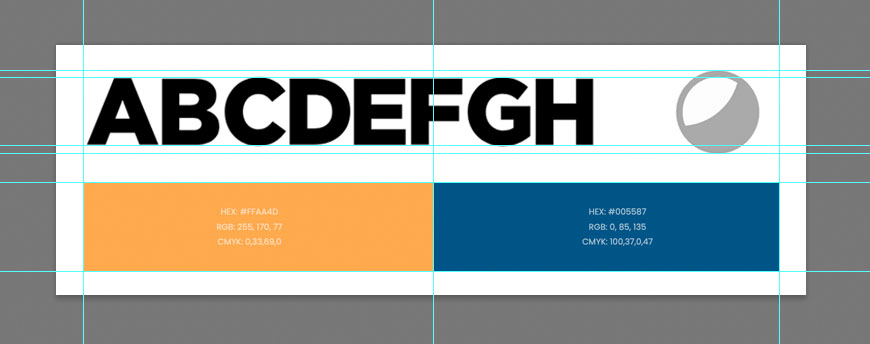 ABCDEFGH
HEX: #FFAA4D
RGB: 255, 170, 77
CMYK: 0,33,69,0
HEX: #005587
RGB: 0, 85, 135
CMYK: 100,37,0,47